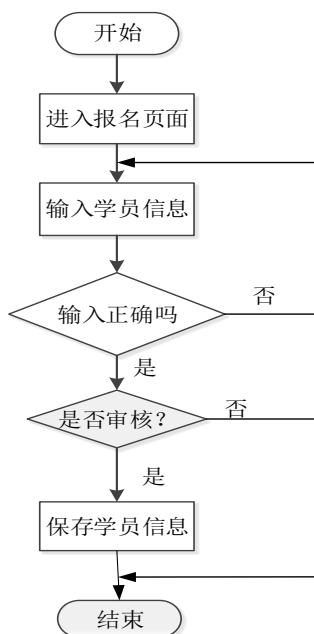 开始
进入报名页面
输入学员信息
输入正确吗
否
是
是否审核？
否
是
保存学员信息
结束